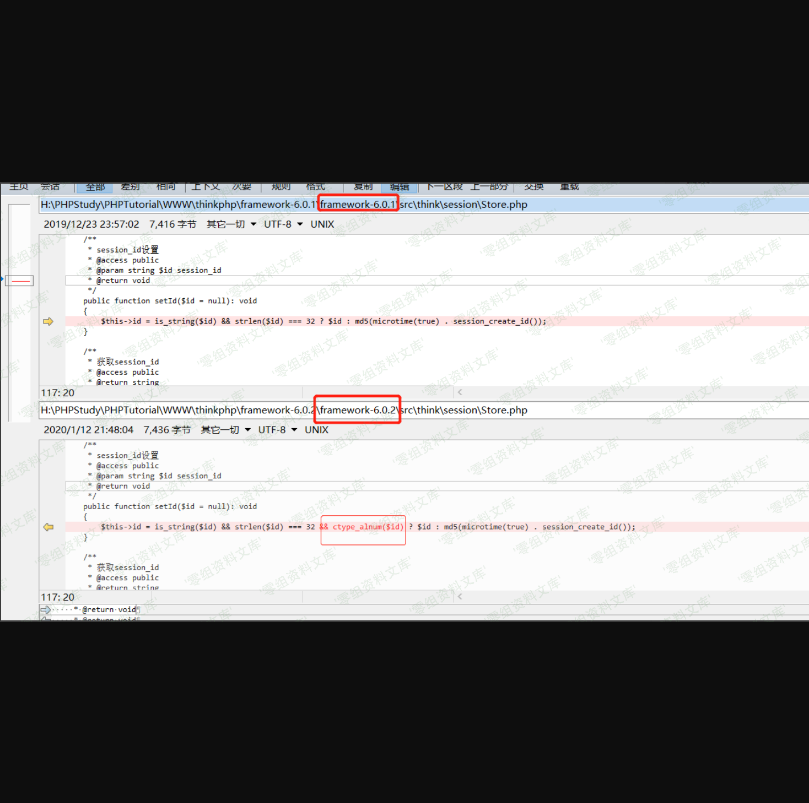 主页 会话 全部 差别 相同 上下文 次要 规则 格式 复制 编辑 下一区段 上一部分 交换 重载
H:\PHPStudy\PHPTutorial\WWW\thinkphp\framework-6.0.1\framework-6.0.1\src\think\session\Store.php
2019/12/23 23:57:02 7,416 字节 其它一切 UTF-8 UNIX
/**
* session_id设置
* @access public
* @param string $id session_id
* @return void
*/
public function setId($id = null): void
{
$this->id = is_string($id) && strlen($id) === 32 ? $id : md5(microtime(true) . session_create_id());
}
/**
* 获取session_id
* @access public
* @return string
117: 20
H:\PHPStudy\PHPTutorial\WWW\thinkphp\framework-6.0.2\framework-6.0.2\src\think\session\Store.php
2020/1/12 21:48:04 7,436 字节 其它一切 UTF-8 UNIX
/**
* session_id设置
* @access public
* @param string $id session_id
* @return void
*/
public function setId($id = null): void
{
$this->id = is_string($id) && strlen($id) === 32 && ctype_alnum($id) ? $id : md5(microtime(true) . session_create_id());
}
/**
* 获取session_id
* @access public
* @return string
117: 20
* @return void
* @return void
零组资料文库